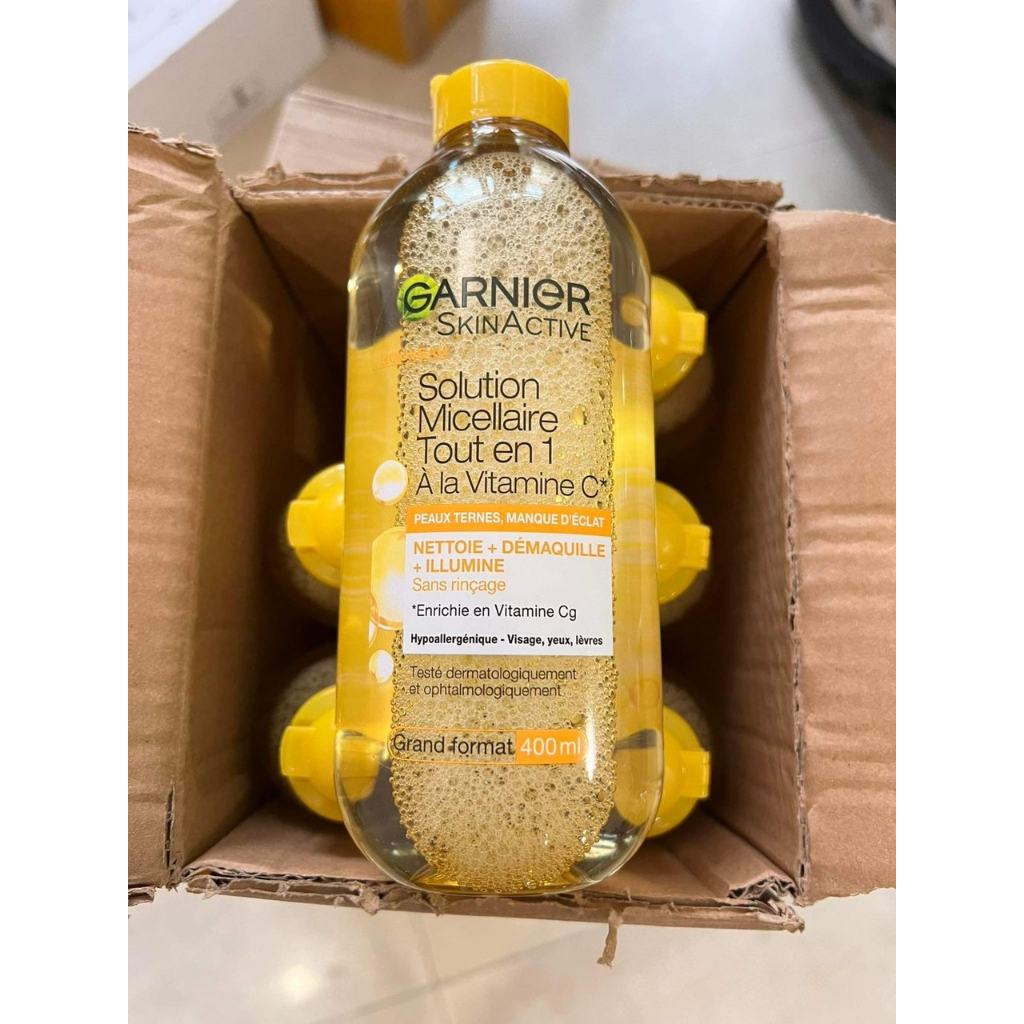 GARNIER
SKINACTIVE
Solution
Micellaire
Tout en 1
À la Vitamine C*
PEAUX TERNES, MANQUE D'ÉCLAT
NETTOIE + DÉMAQUILLE
+ ILLUMINE
Sans rinçage
*Enrichie en Vitamine Cg
Hypoallergénique - Visage, yeux, lèvres
Testé dermatologiquement
et ophtalmologiquement
Grand format 400 ml